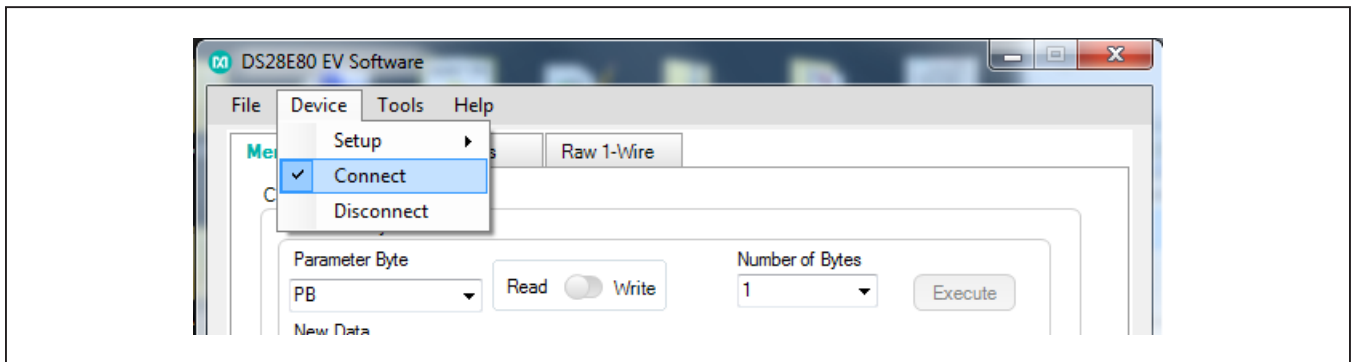 DS28E80 EV Software
File Device Tools Help
Setup
Raw 1-Wire
Connect
Disconnect
Parameter Byte
Number of Bytes
PB
Read Write
1
Execute
New Data